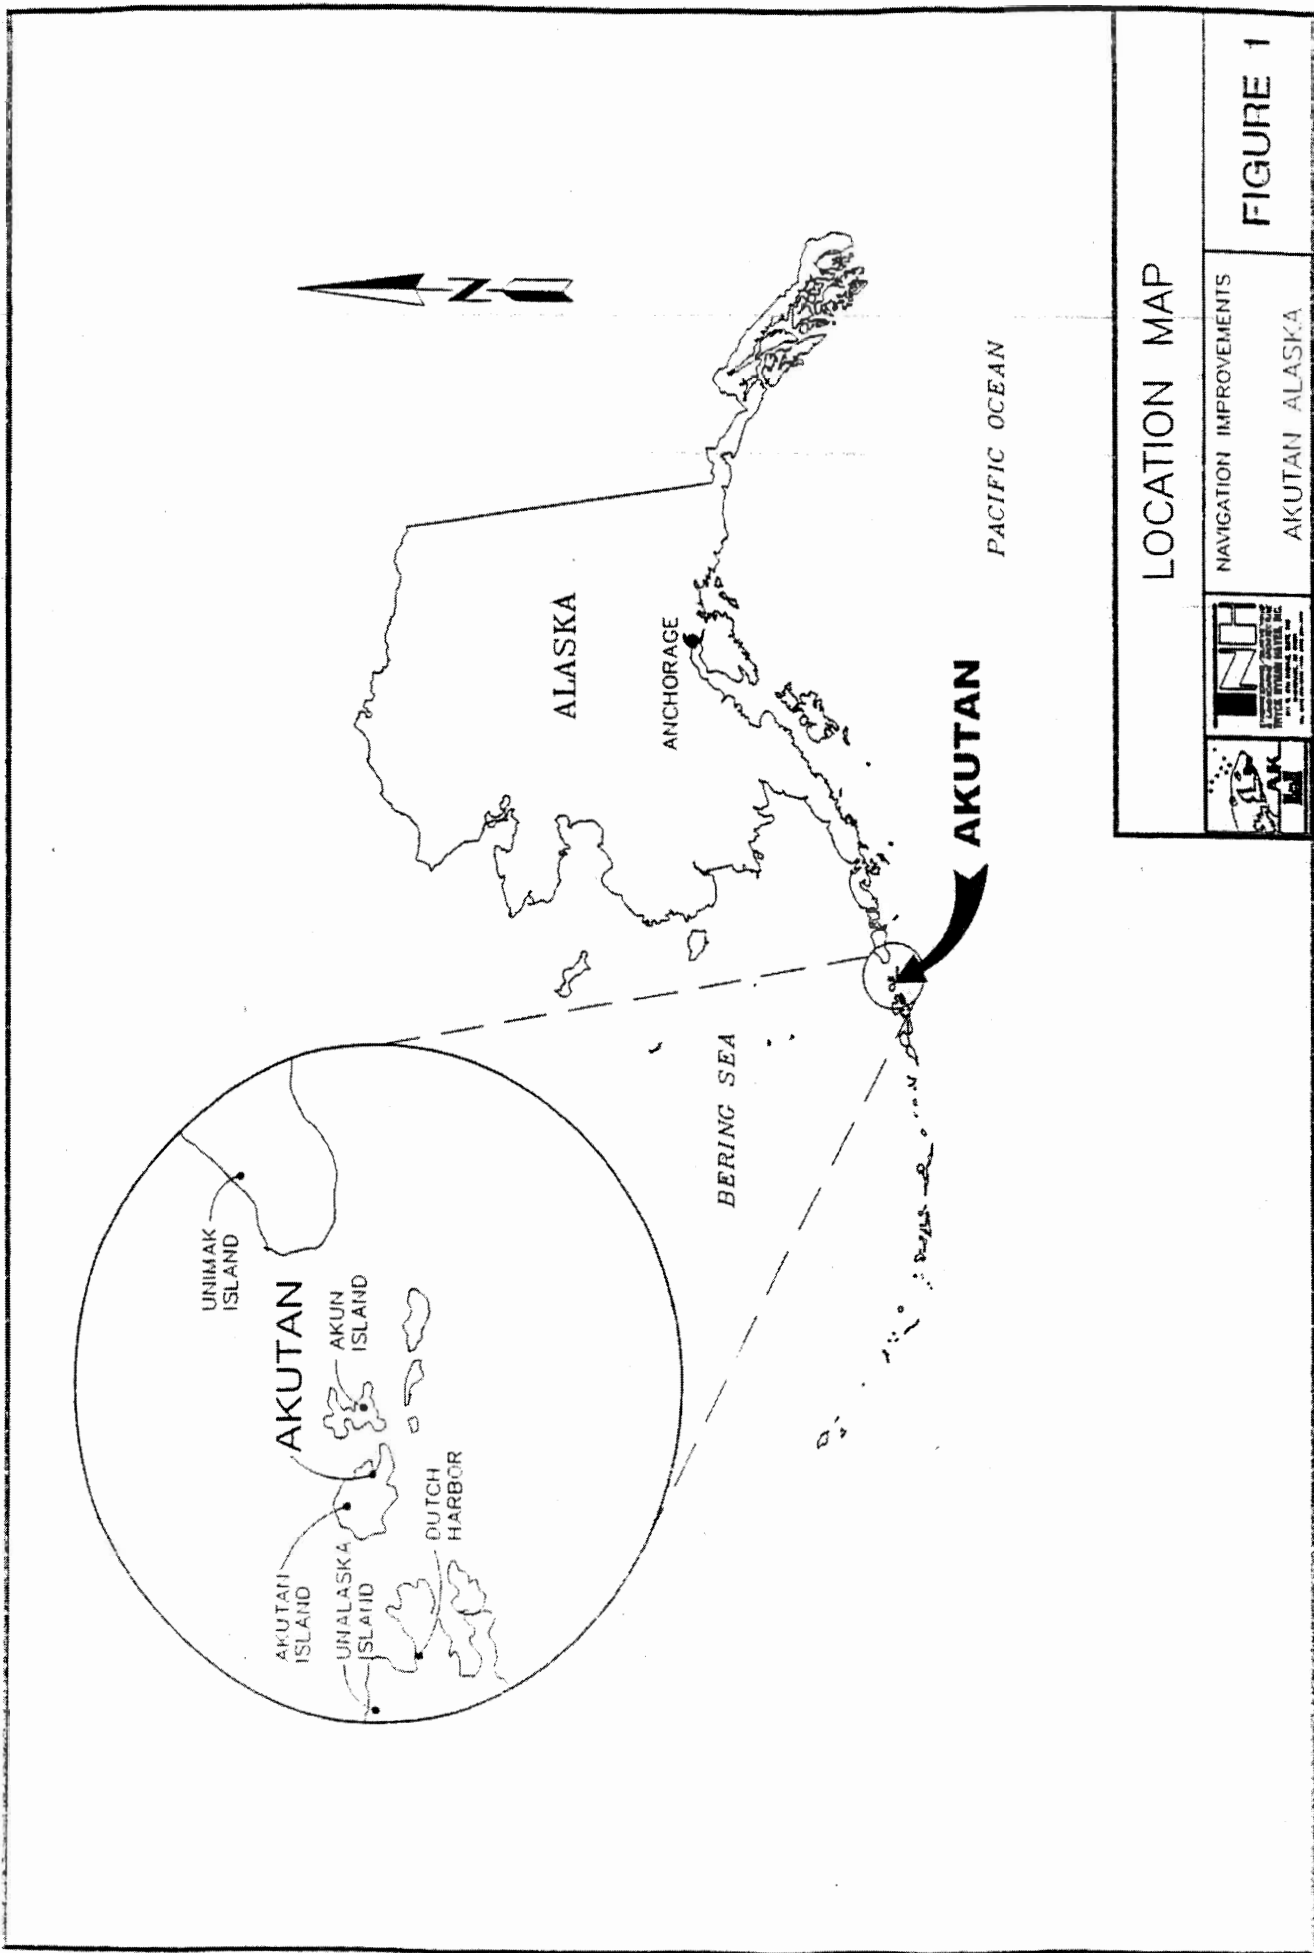 UNIMAK
ISLAND
AKUTAN
AKUN
ISLAND
AKUTAN
ISLAND
UNALASKA
ISLAND
DUTCH
HARBOR
N
ALASKA
ANCHORAGE
BERING SEA
PACIFIC OCEAN
AKUTAN
LOCATION MAP
AK
NAVIGATION IMPROVEMENTS
AKUTAN ALASKA
FIGURE 1